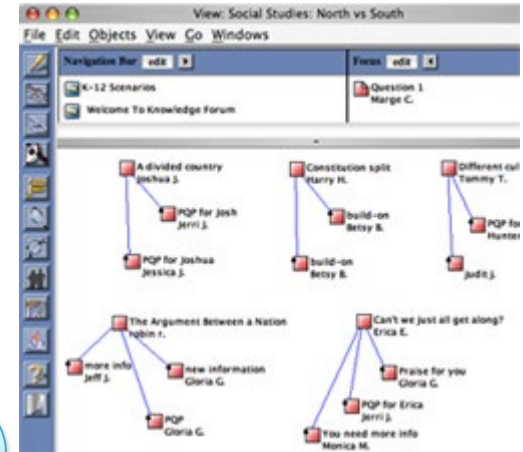 View: Social Studies: North vs South
File Edit Objects View Go Windows
Navigation Bar edit
Focus edit
K-12 Scenarios
Welcome To Knowledge Forum
Question 1
Marge C.
A divided country
Joshua J.
Constitution split
Harry H.
Different cul
Tommy T.
PQP for Josh
Jerri J.
build-on
Betsy B.
PQP fo
Hunter
PQP for Joshua
Jessica J.
build-on
Betsy B.
Judit J.
The Argument Between a Nation
robin r.
Can't we just all get along?
Erica E.
more info
Jeff J.
new information
Gloria G.
Praise for you
Gloria G.
PQP
Gloria G.
PQP for Erica
Jerri J.
You need more info
Monica M.